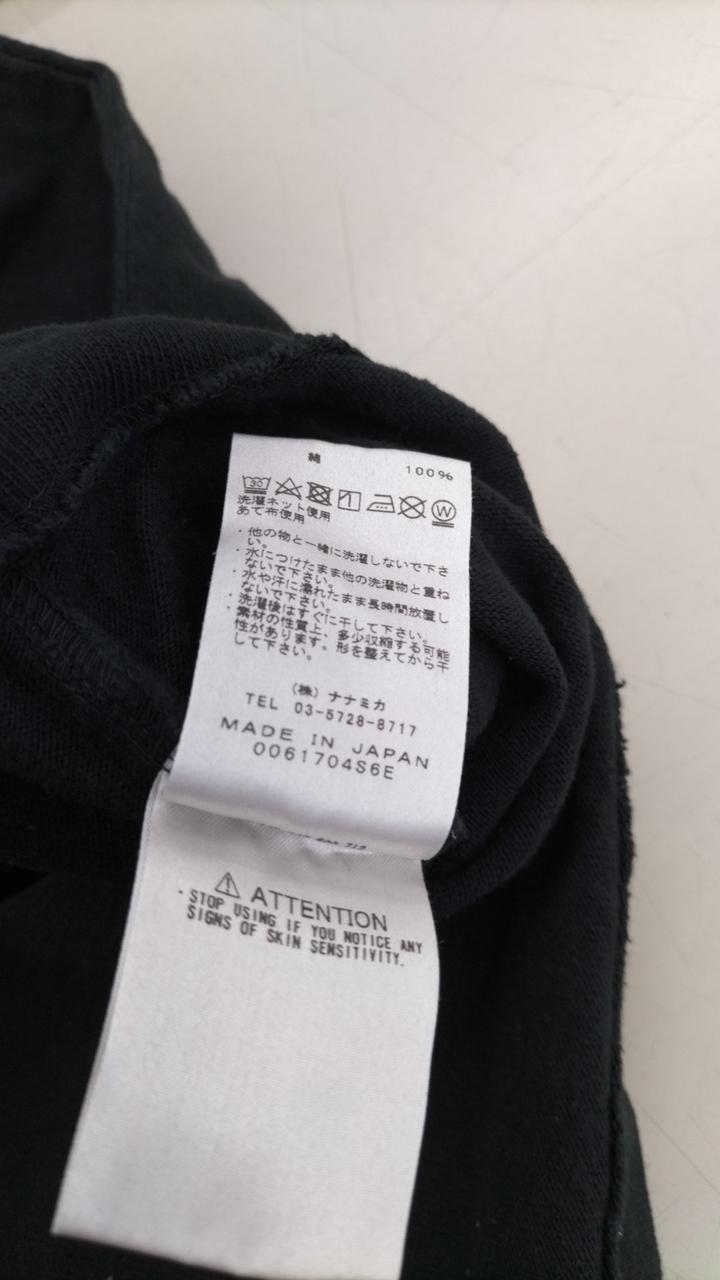 綿 100%
30
W
洗濯ネット使用
あて布使用
・他の物と一緒に洗濯しないで下さ
い。
・水につけたまま他の洗濯物と重ね
ないで下さい。
・水や汗に濡れたまま長時間放置し
ないで下さい。
・洗濯後はすぐに干して下さい。
・素材の性質上、多少収縮する可能
性があります。形を整えてから干
して下さい。
(株) ナナミカ
TEL 03-5728-8717
MADE IN JAPAN
0061704S6E
ATTENTION
・STOP USING IF YOU NOTICE ANY
SIGNS OF SKIN SENSITIVITY.